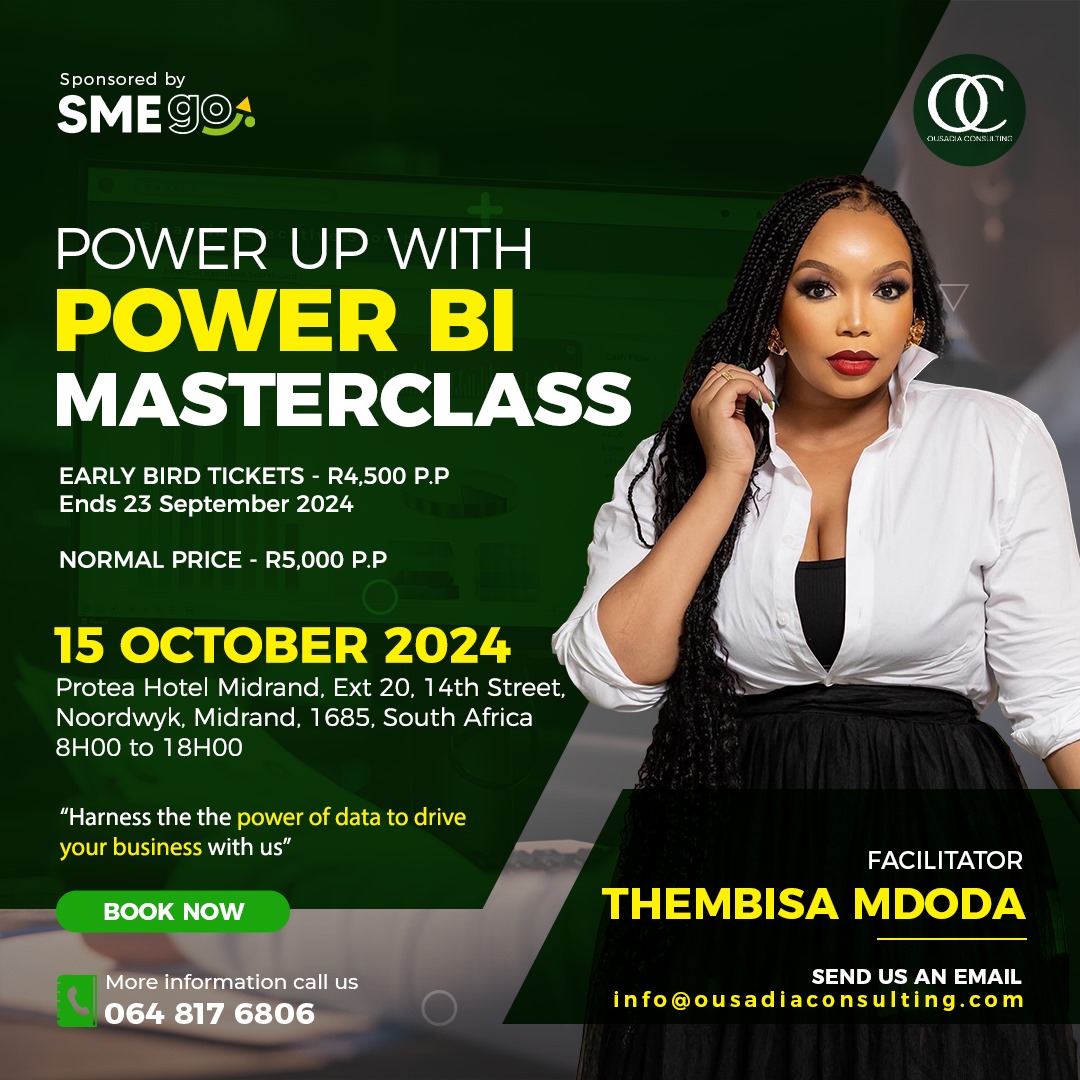 Sponsored by
SMEgo
OC
OUSADIA CONSULTING
POWER UP WITH
POWER BI
MASTERCLASS
EARLY BIRD TICKETS - R4,500 P.P
Ends 23 September 2024
NORMAL PRICE - R5,000 P.P
15 OCTOBER 2024
Protea Hotel Midrand, Ext 20, 14th Street,
Noordwyk, Midrand, 1685, South Africa
8H00 to 18H00
“Harness the the power of data to drive
your business with us”
BOOK NOW
More information call us
064 817 6806
FACILITATOR
THEMBISA MDODA
SEND US AN EMAIL
info@ousadiaconsulting.com